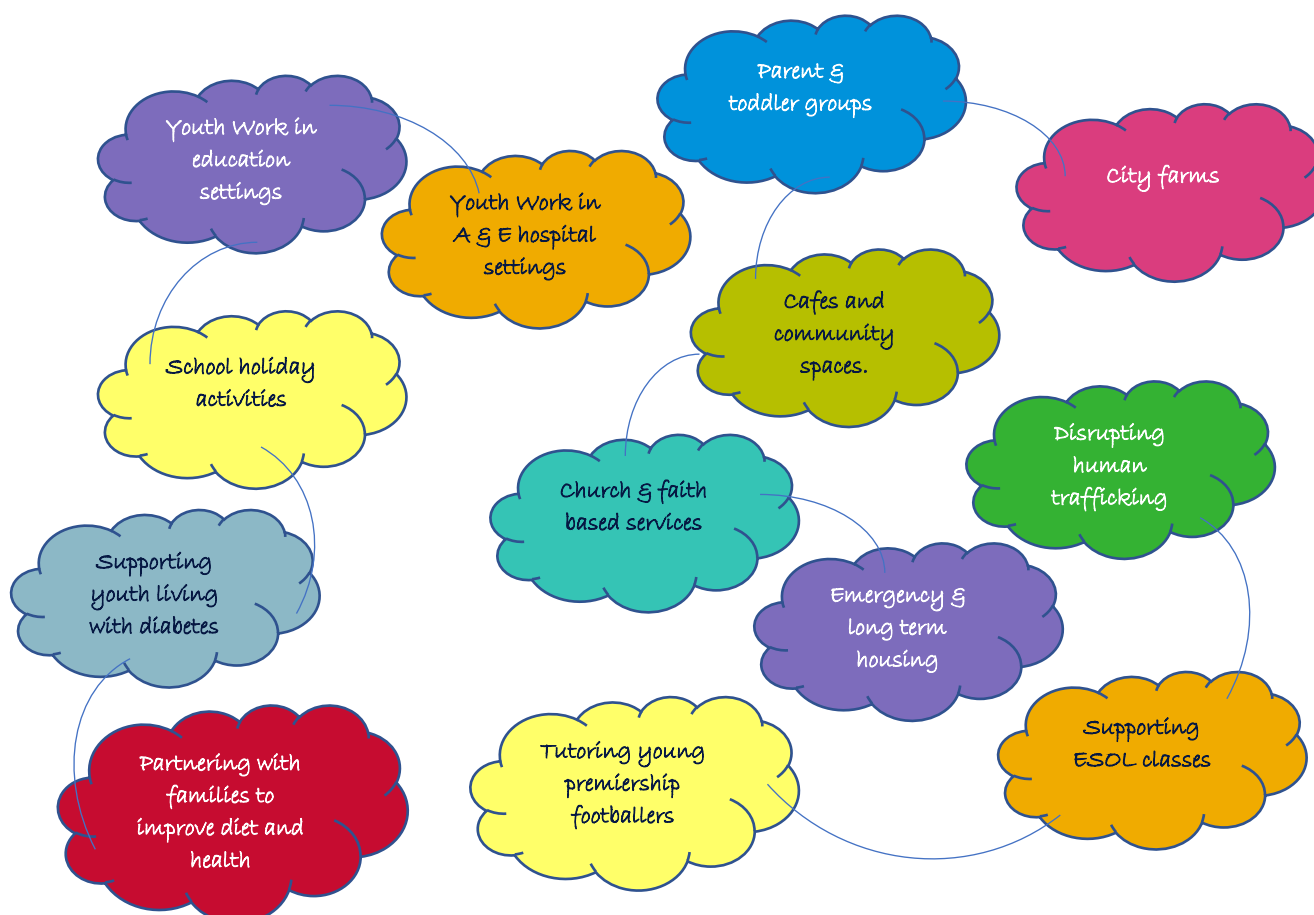 Parent &
toddler groups
Youth Work in
education
settings
City farms
Youth Work in
A & E hospital
settings
Cafes and
community
spaces.
School holiday
activities
Disrupting
human
trafficking
Church & faith
based services
Supporting
youth living
with diabetes
Emergency &
long term
housing
Supporting
ESOL classes
Tutoring young
premiership
footballers
Partnering with
families to
improve diet and
health